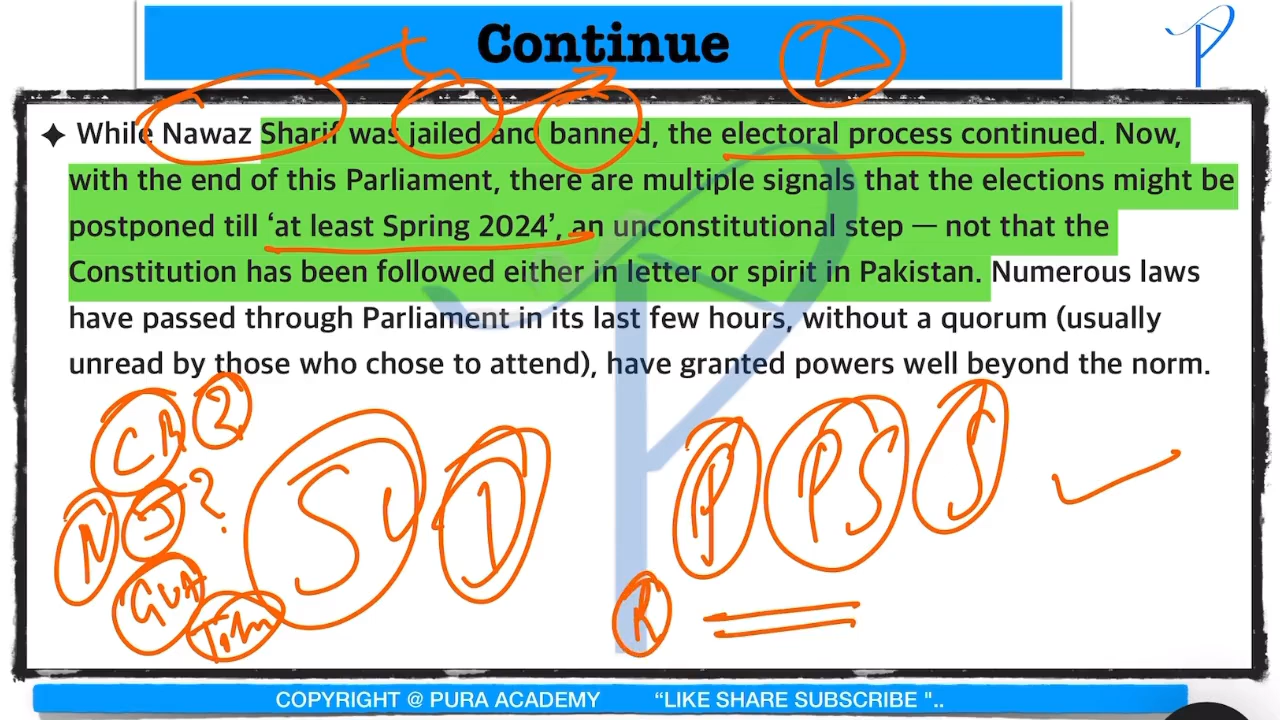 Continue
While Nawaz Sharif was jailed and banned, the electoral process continued. Now,
with the end of this Parliament, there are multiple signals that the elections might be
postponed till ‘at least Spring 2024’, an unconstitutional step — not that the
Constitution has been followed either in letter or spirit in Pakistan. Numerous laws
have passed through Parliament in its last few hours, without a quorum (usually
unread by those who chose to attend), have granted powers well beyond the norm.
?
N
P PS S
R
COPYRIGHT @ PURA ACADEMY “LIKE SHARE SUBSCRIBE "..